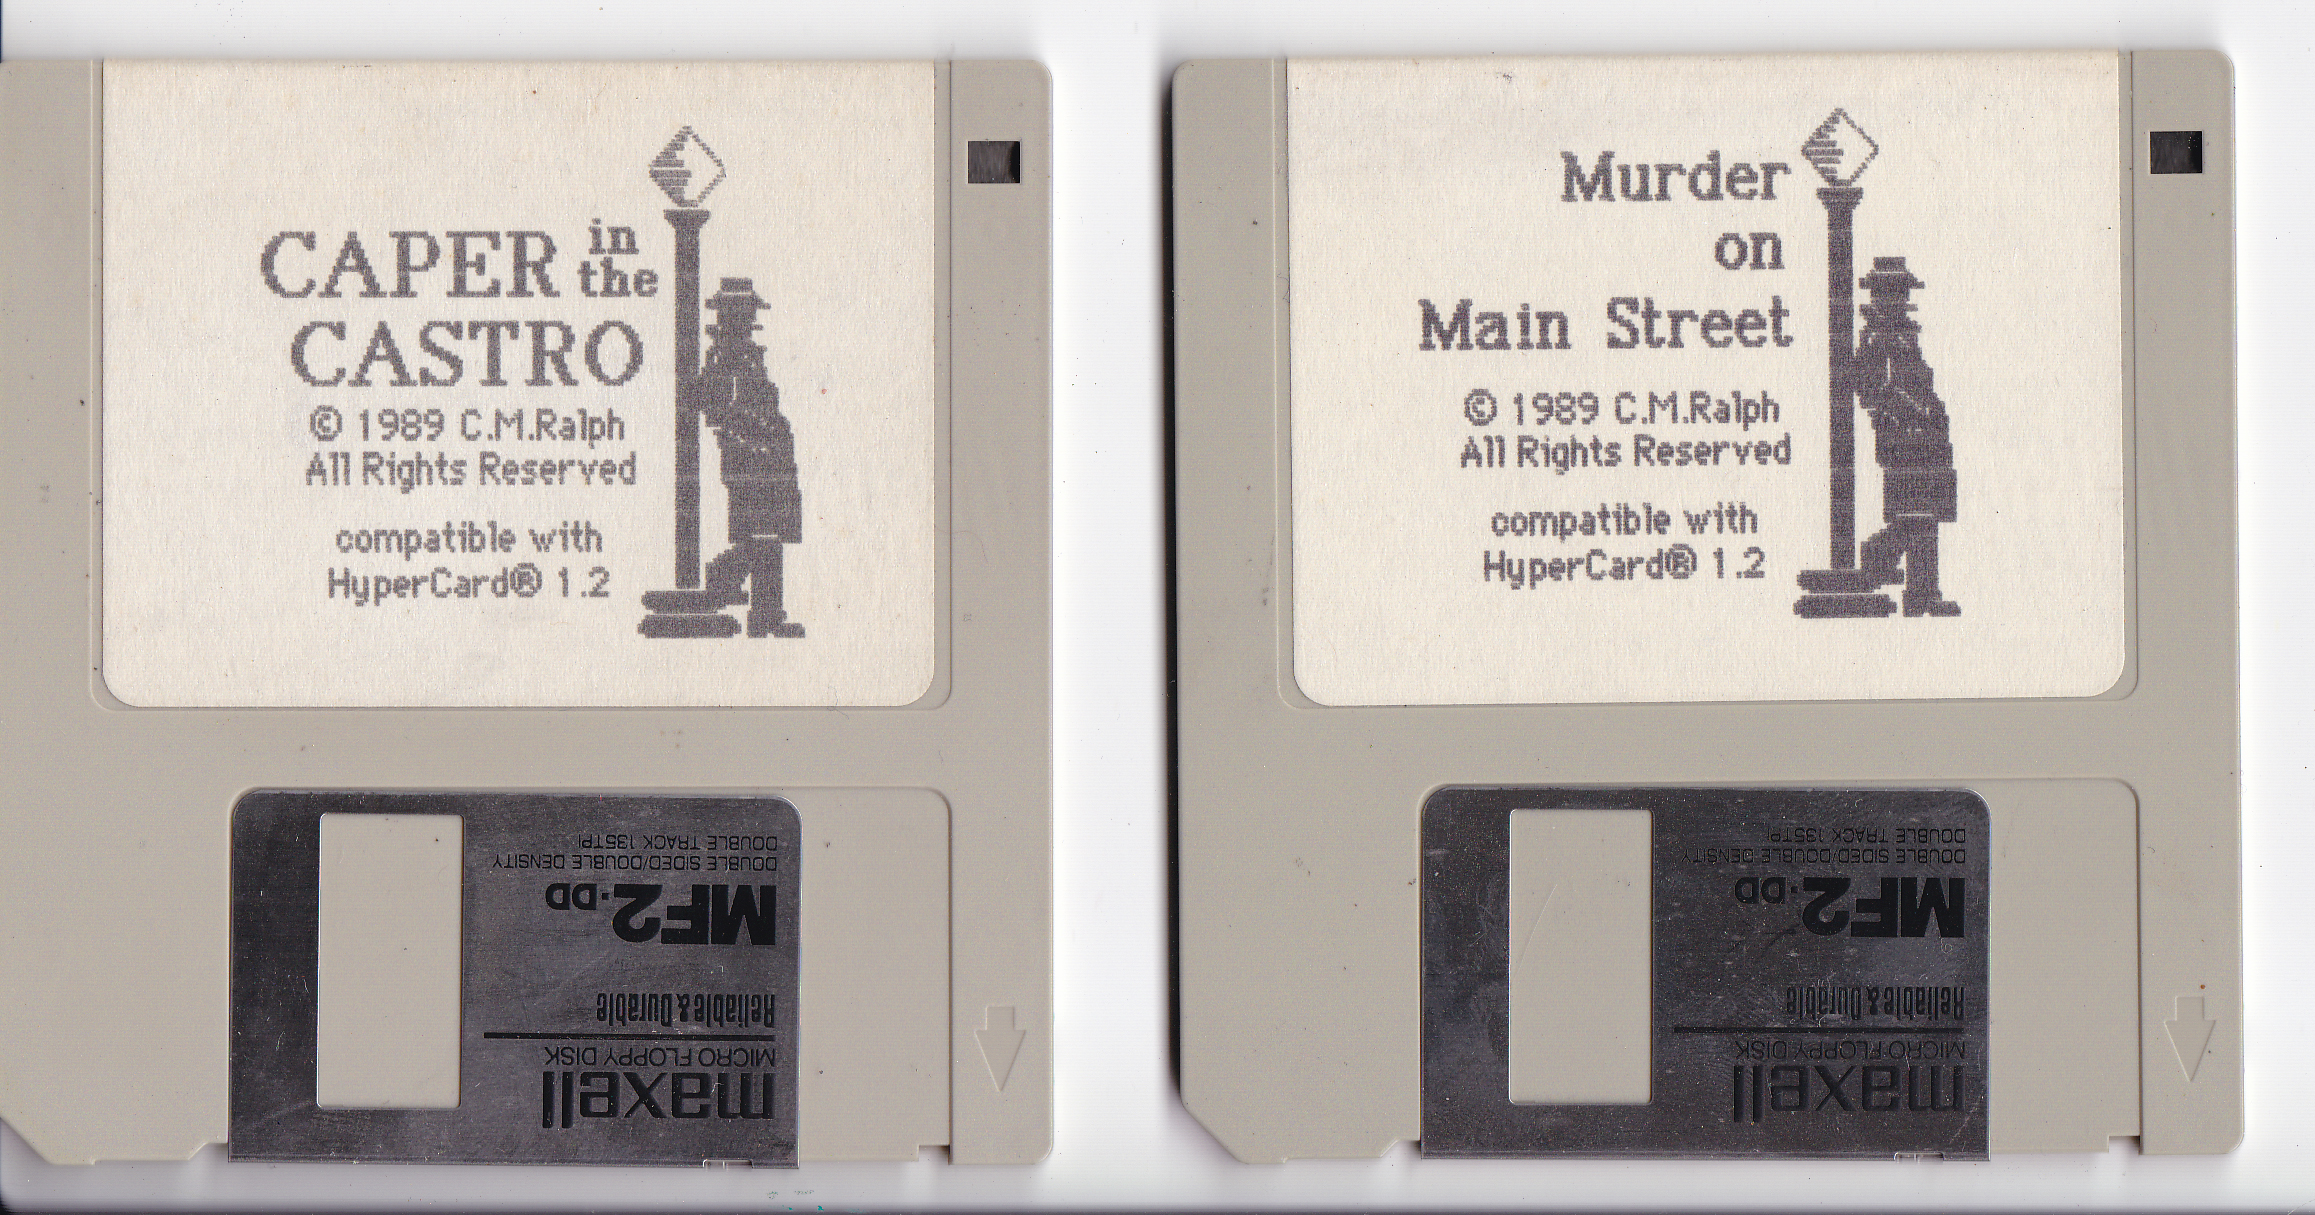 CAPER in the
CASTRO
© 1989 C.M.Ralph
All Rights Reserved
compatible with
HyperCard® 1.2
maxell
MICRO FLOPPY DISK
Reliable & Durable
MF2·DD
DOUBLE SIDED/DOUBLE DENSITY
DOUBLE TRACK 135TPI
Murder
on
Main Street
© 1989 C.M.Ralph
All Rights Reserved
compatible with
HyperCard® 1.2
maxell
MICRO FLOPPY DISK
Reliable & Durable
MF2·DD
DOUBLE SIDED/DOUBLE DENSITY
DOUBLE TRACK 135TPI